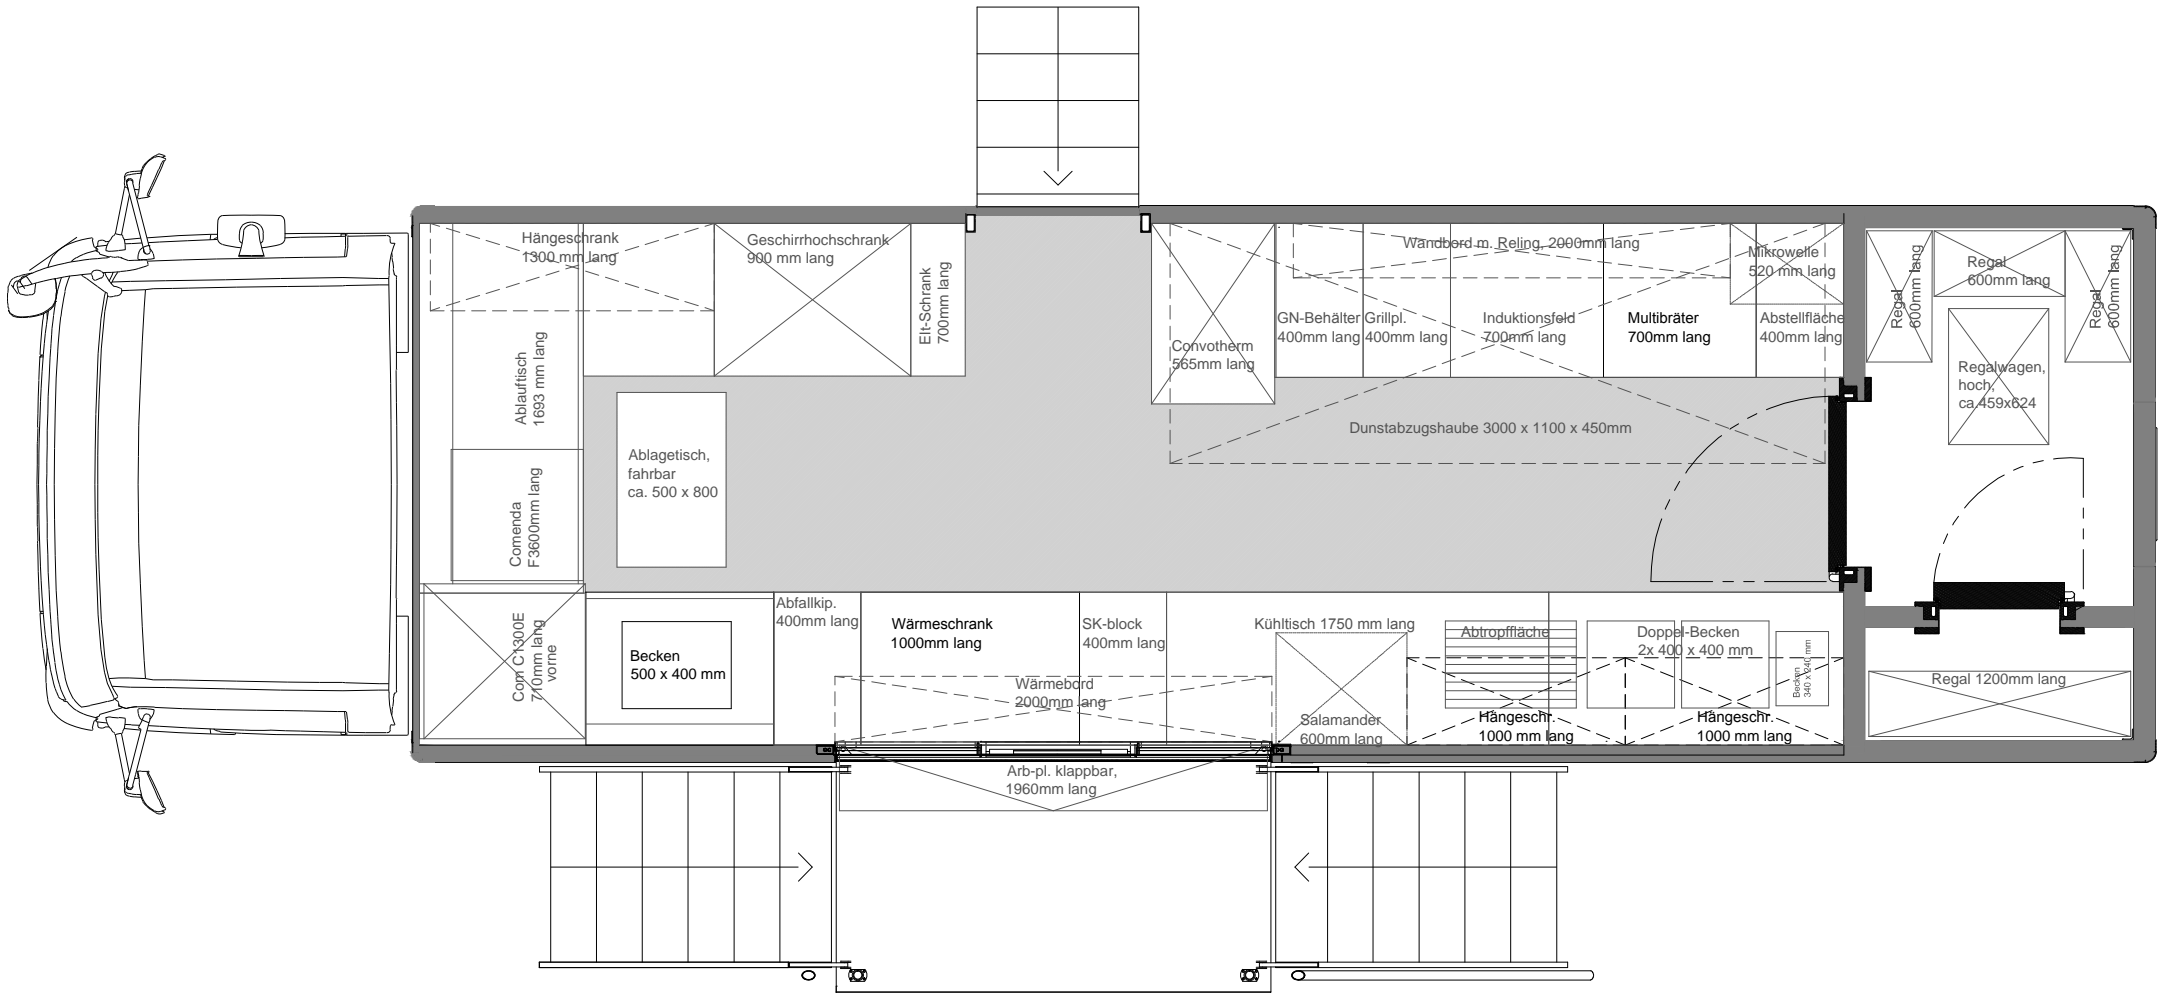 Hängeschrank
1300 mm lang
Geschirrhochschrank
900 mm lang
Elt-Schrank
700mm lang
Ablauftisch
1693 mm lang
Comenda
F3600mm lang
Ablagetisch,
fahrbar
ca. 500 x 800
Convotherm
565mm lang
GN-Behälter
400mm lang
Grillpl.
400mm lang
Wandbord m. Reling, 2000mm lang
Induktionsfeld
700mm lang
Multibräter
700mm lang
Mikrowelle
520 mm lang
Abstellfläche
400mm lang
Dunstabzugshaube 3000 x 1100 x 450mm
Regal
600mm lang
Regal
600mm lang
Regal
600mm lang
Regalwagen,
hoch,
ca.459x624
Com C1300E
710mm lang
vorne
Becken
500 x 400 mm
Abfallkip.
400mm lang
Wärmeschrank
1000mm lang
SK-block
400mm lang
Wärmebord
2000mm lang
Kühltisch 1750 mm lang
Salamander
600mm lang
Abtropffläche
Hängeschr.
1000 mm lang
Doppel-Becken
2x 400 x 400 mm
Becken
340 x 240 mm
Hängeschr.
1000 mm lang
Regal 1200mm lang
Arb-pl. klappbar,
1960mm lang